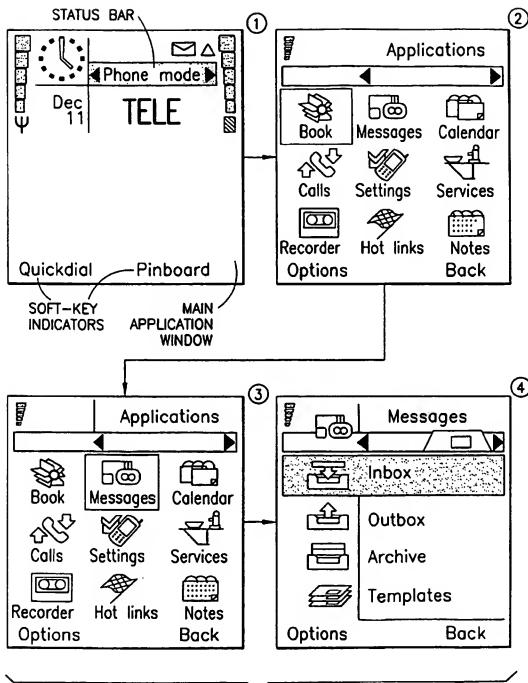 STATUS BAR
①
Phone mode
Dec
11
TELE
Quickdial Pinboard
SOFT-KEY
INDICATORS
MAIN
APPLICATION
WINDOW
②
Applications
Book Messages Calendar
Calls Settings Services
Recorder Hot links Notes
Options Back
③
Applications
Book Messages Calendar
Calls Settings Services
Recorder Hot links Notes
Options Back
④
Messages
Inbox
Outbox
Archive
Templates
Options Back